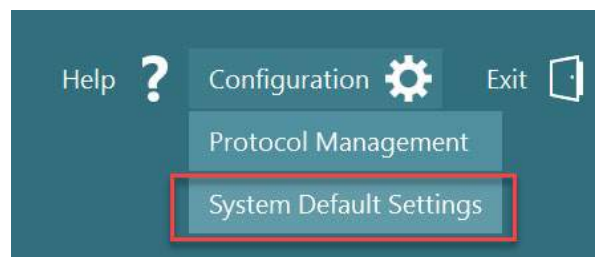 Help ? Configuration Exit
Protocol Management
System Default Settings